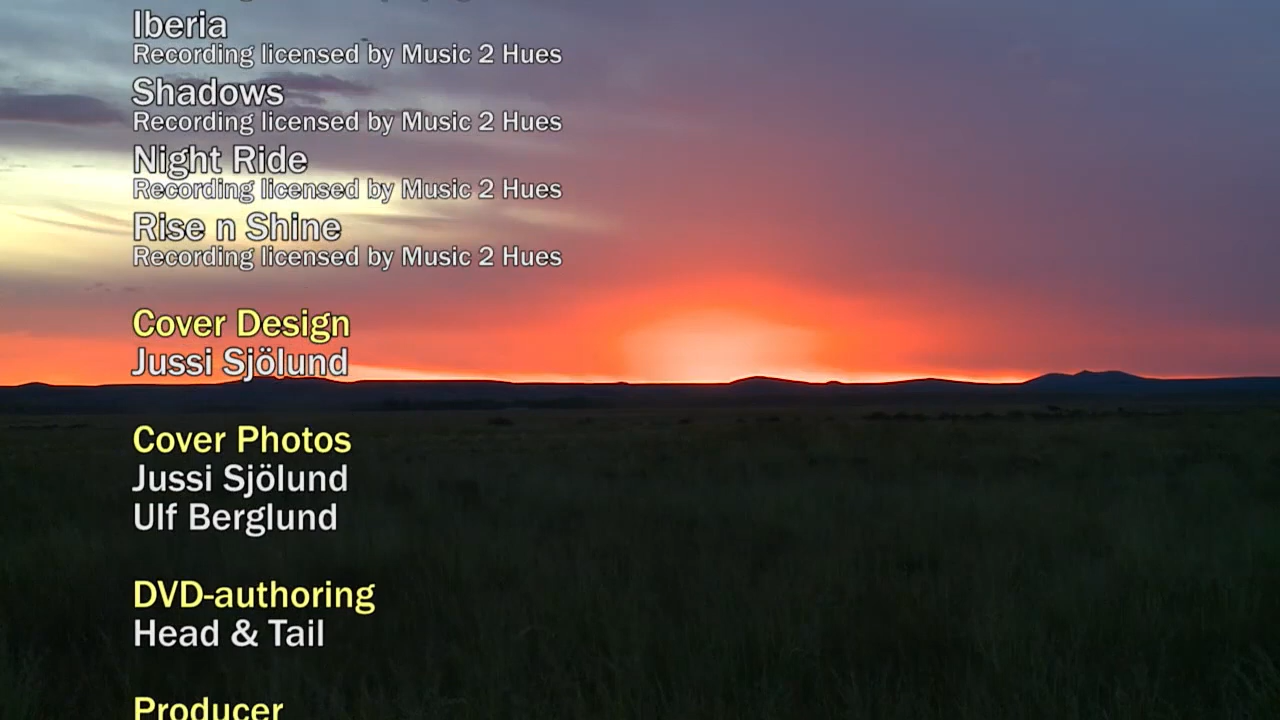 Iberia
Recording licensed by Music 2 Hues
Shadows
Recording licensed by Music 2 Hues
Night Ride
Recording licensed by Music 2 Hues
Rise n Shine
Recording licensed by Music 2 Hues
Cover Design
Jussi Sjölund
Cover Photos
Jussi Sjölund
Ulf Berglund
DVD-authoring
Head & Tail
Producer